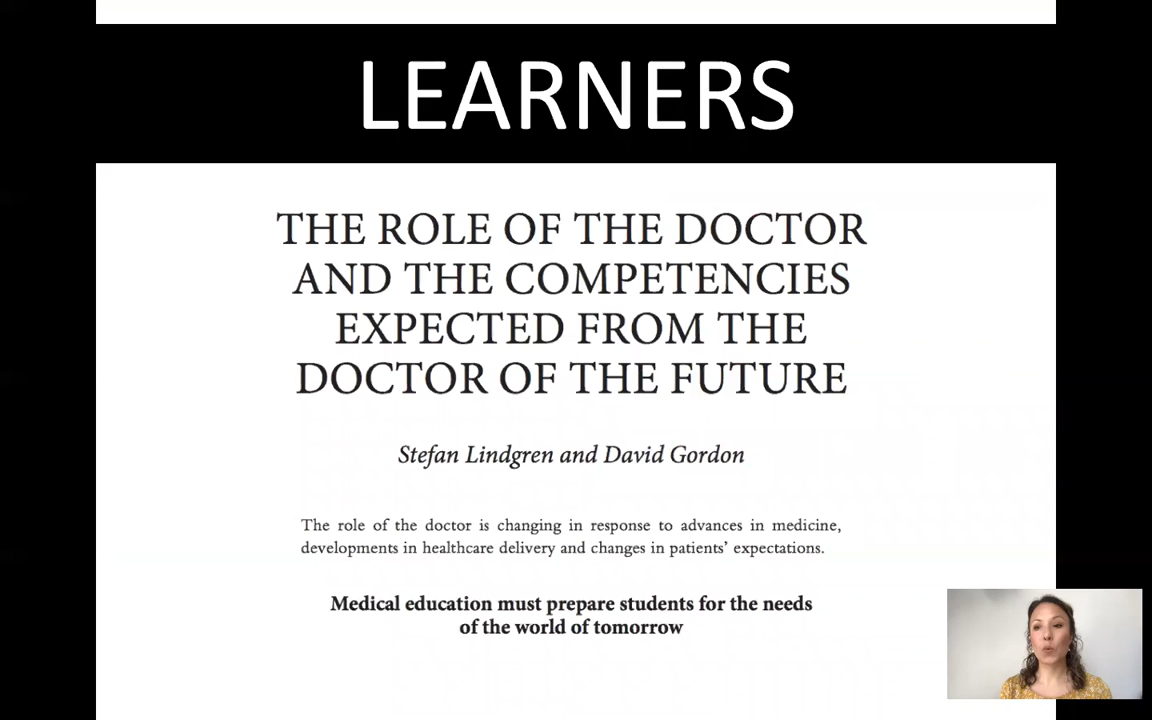 LEARNERS
THE ROLE OF THE DOCTOR
AND THE COMPETENCIES
EXPECTED FROM THE
DOCTOR OF THE FUTURE
Stefan Lindgren and David Gordon
The role of the doctor is changing in response to advances in medicine,
developments in healthcare delivery and changes in patients’ expectations.
Medical education must prepare students for the needs
of the world of tomorrow